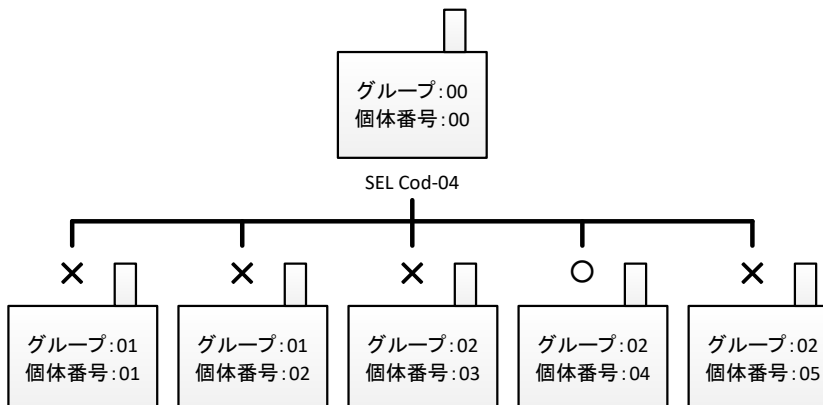 グループ:00
個体番号:00
SEL Cod-04
× × × ○ ×
グループ:01
個体番号:01
グループ:01
個体番号:02
グループ:02
個体番号:03
グループ:02
個体番号:04
グループ:02
個体番号:05